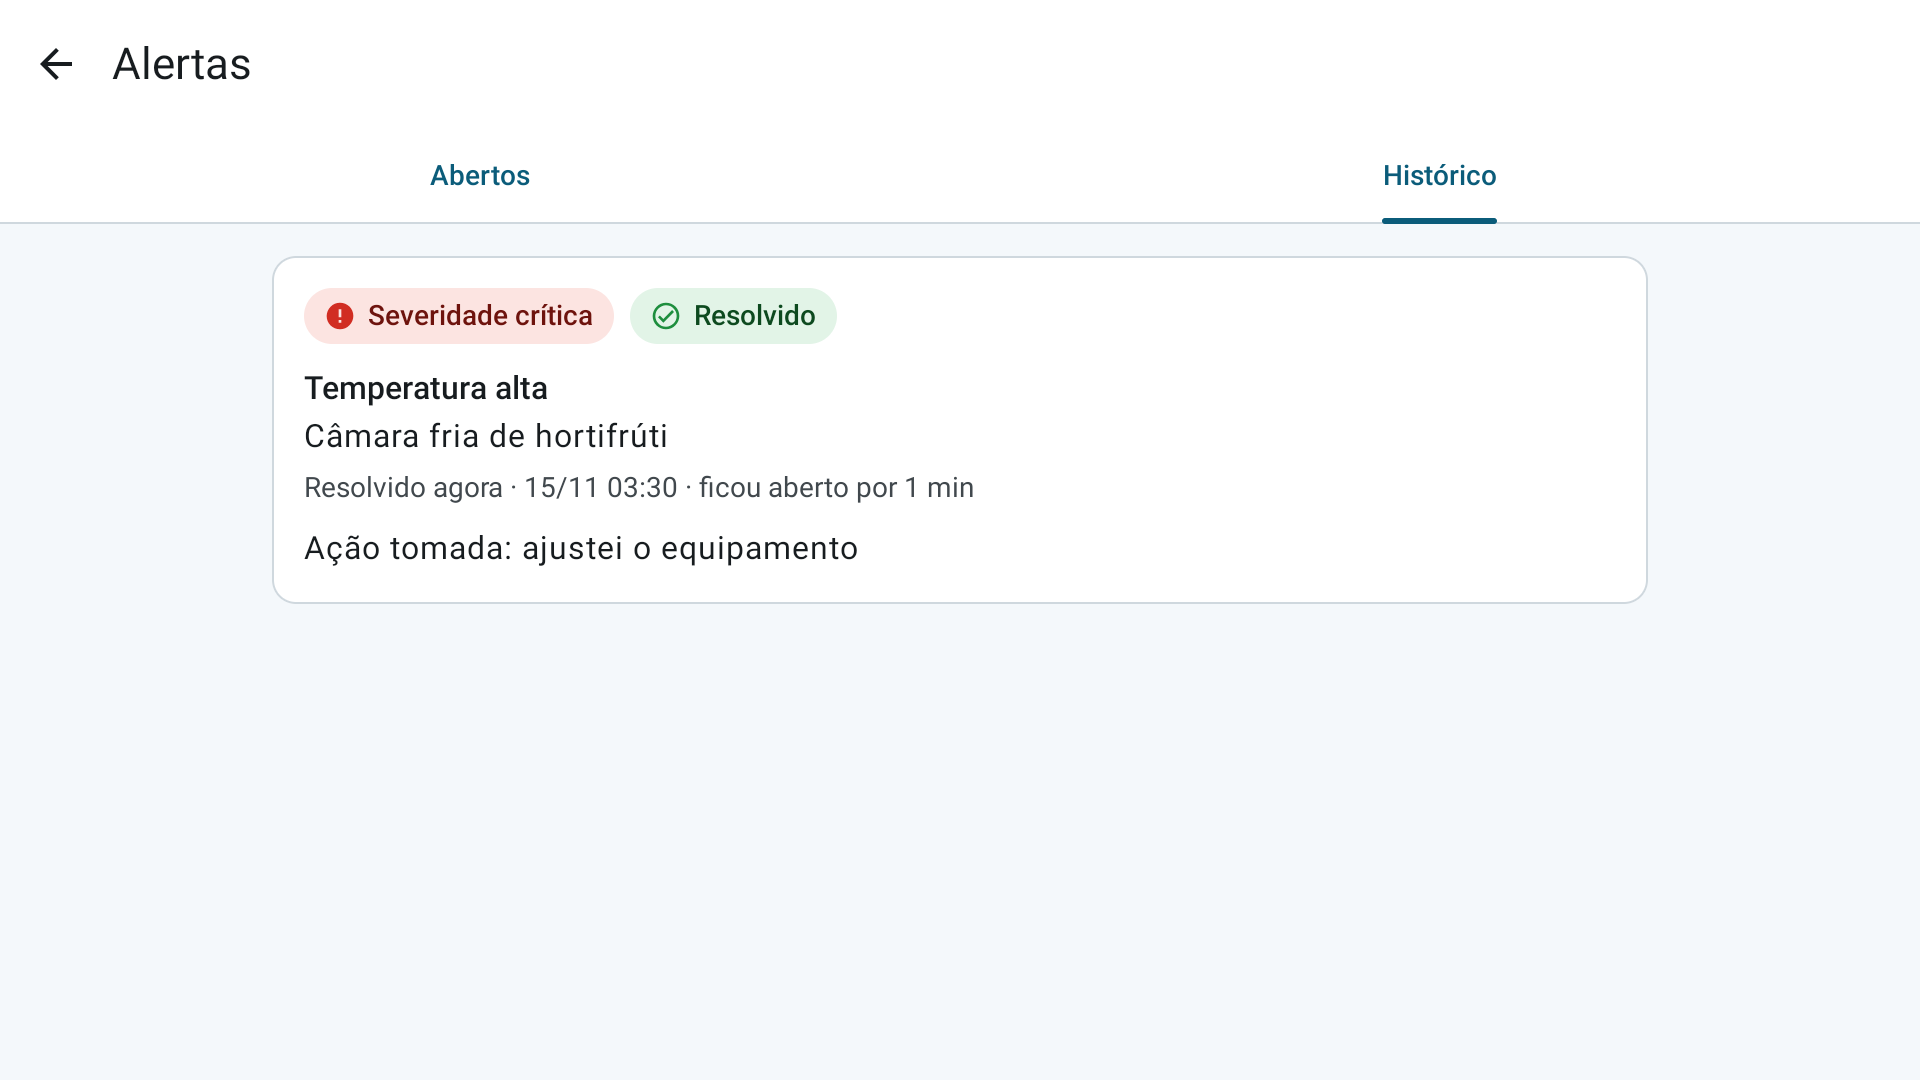 Alertas
Abertos
Histórico
Severidade crítica
Resolvido
Temperatura alta
Câmara fria de hortifrúti
Resolvido agora · 15/11 03:30 · ficou aberto por 1 min
Ação tomada: ajustei o equipamento